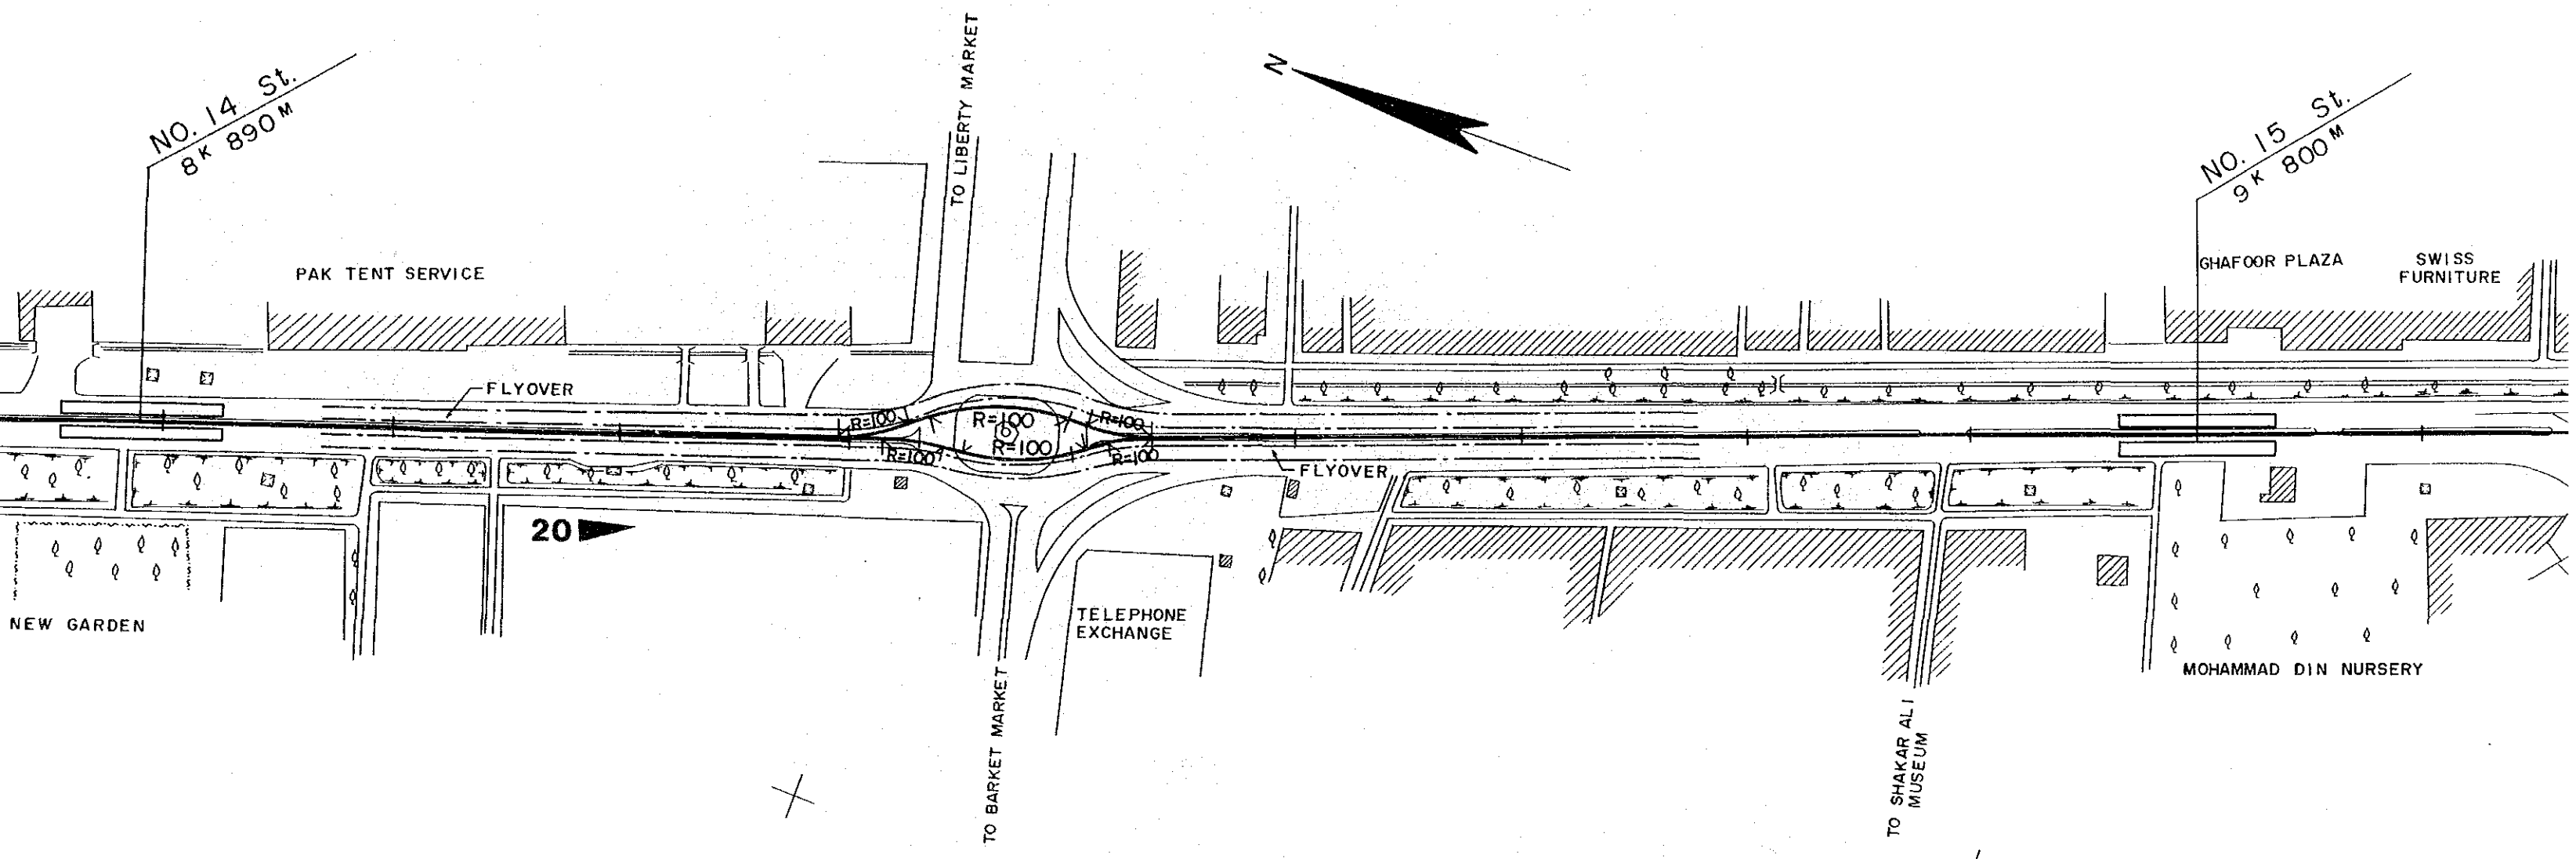 NO. 14 St.
8K 890M
PAK TENT SERVICE
FLYOVER
TO LIBERTY MARKET
N
NO. 15 St.
9K 800M
GHAFOOR PLAZA
SWISS
FURNITURE
R=100
R=100
R=100
R=100
R=100
R=100
FLYOVER
20
NEW GARDEN
TELEPHONE
EXCHANGE
TO BARKET MARKET
TO SHAKAR ALI
MUSEUM
MOHAMMAD DIN NURSERY